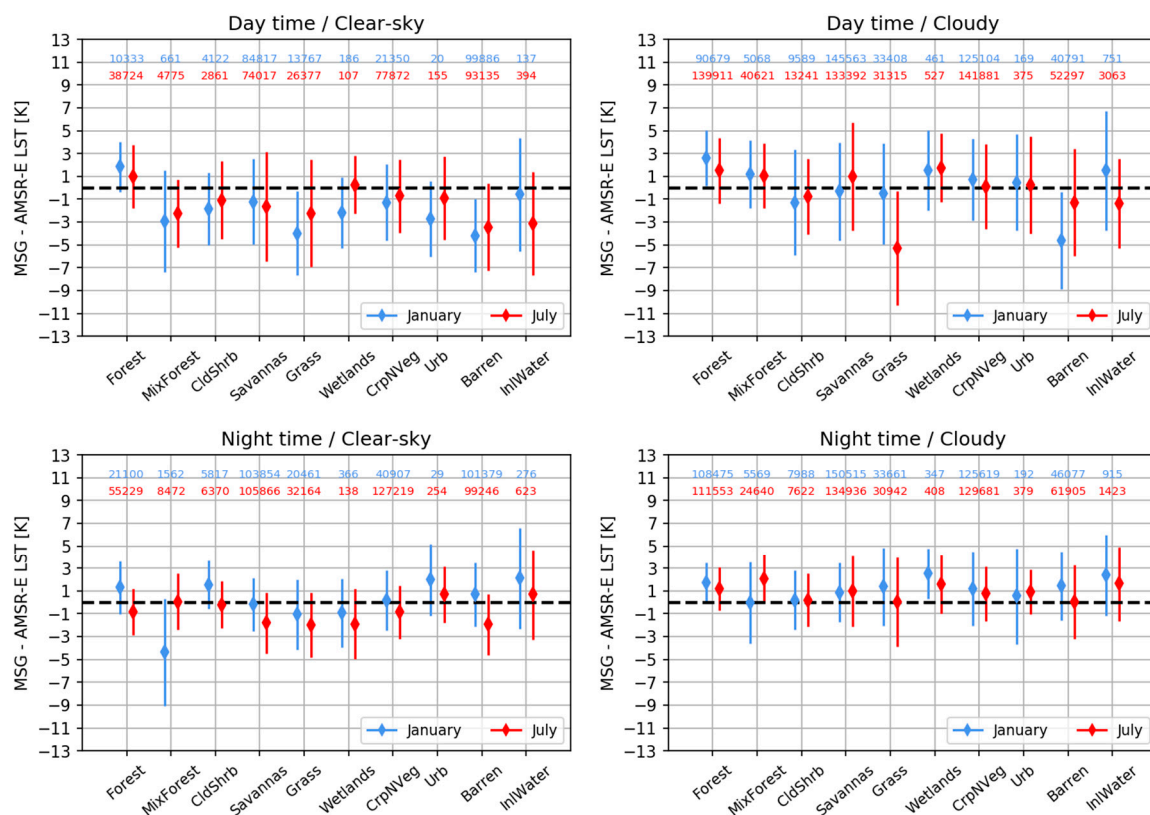 Day time / Clear-sky
13
11
9
7
5
3
1
−1
−3
−5
−7
−9
−11
−13
MSG - AMSR-E LST [K]
10333 661 4122 84817 13767 186 21350 20 99886 137
38724 4775 2861 74017 26377 107 77872 155 93135 394
January July
Forest MixForest CldShrb Savannas Grass Wetlands CrpNVeg Urb Barren InlWater
Day time / Cloudy
13
11
9
7
5
3
1
−1
−3
−5
−7
−9
−11
−13
MSG - AMSR-E LST [K]
90679 5068 9589 145563 33408 461 125104 169 40791 751
139911 40621 13241 133392 31315 527 141881 375 52297 3063
January July
Forest MixForest CldShrb Savannas Grass Wetlands CrpNVeg Urb Barren InlWater
Night time / Clear-sky
13
11
9
7
5
3
1
−1
−3
−5
−7
−9
−11
−13
MSG - AMSR-E LST [K]
21100 1562 5817 103854 20461 366 40907 29 101379 276
55229 8472 6370 105866 32164 138 127219 254 99246 623
January July
Forest MixForest CldShrb Savannas Grass Wetlands CrpNVeg Urb Barren InlWater
Night time / Cloudy
13
11
9
7
5
3
1
−1
−3
−5
−7
−9
−11
−13
MSG - AMSR-E LST [K]
108475 5569 7988 150515 33661 347 125619 192 46077 915
111553 24640 7622 134936 30942 408 129681 379 61905 1423
January July
Forest MixForest CldShrb Savannas Grass Wetlands CrpNVeg Urb Barren InlWater